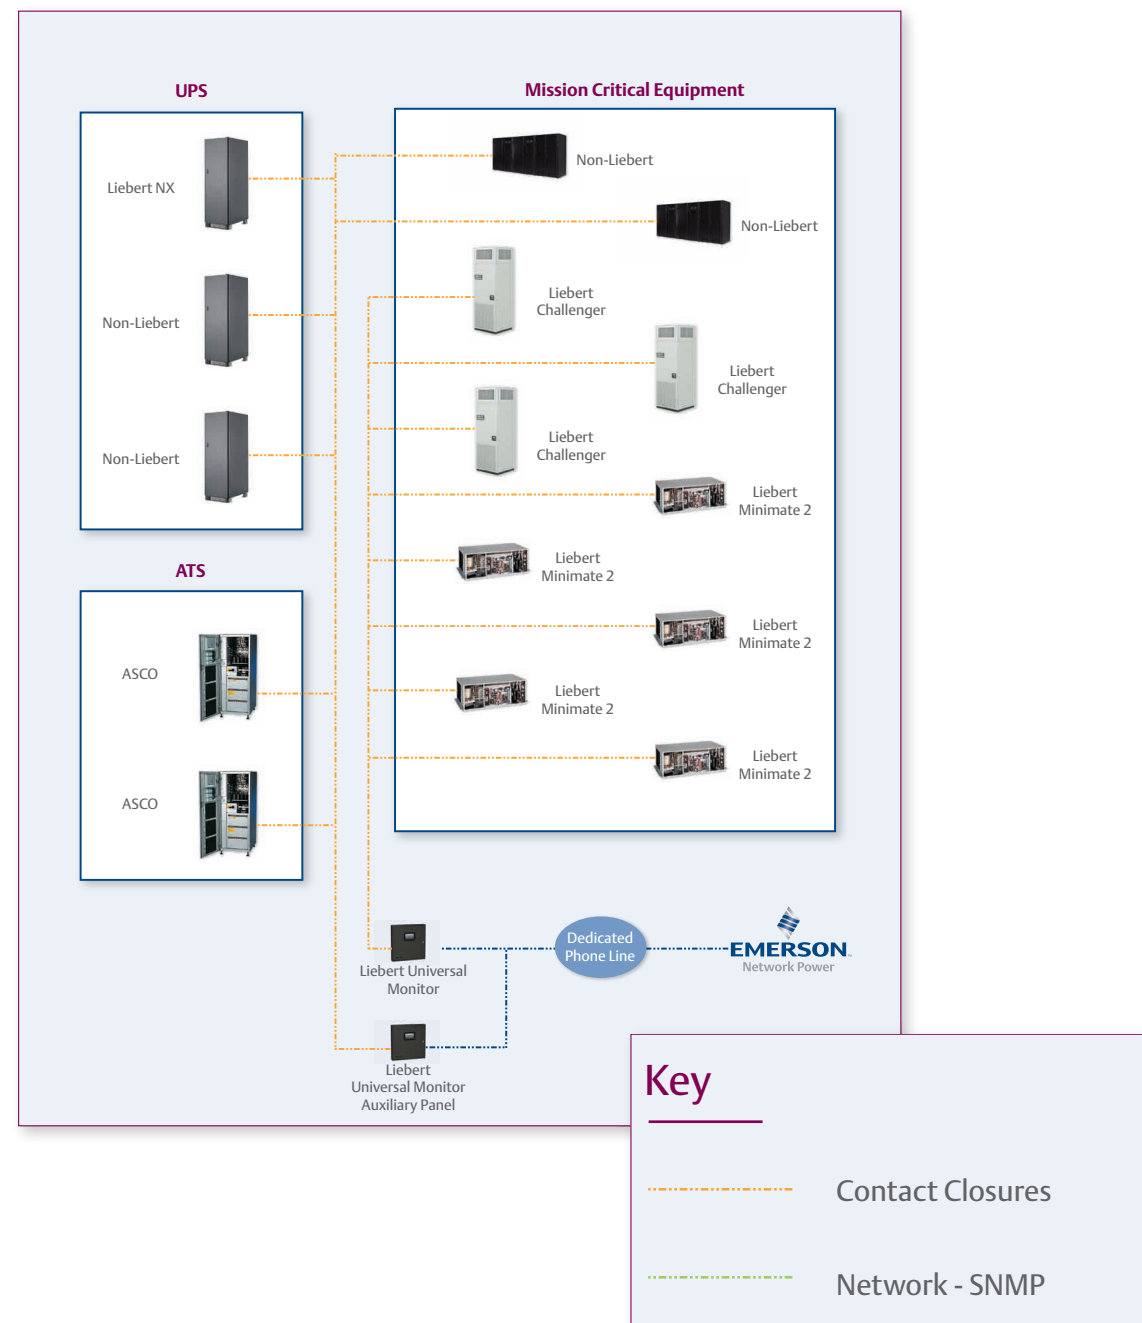 UPS
Liebert NX
Non-Liebert
Non-Liebert
ATS
ASCO
ASCO
Mission Critical Equipment
Non-Liebert
Non-Liebert
Liebert
Challenger
Liebert
Challenger
Liebert
Challenger
Liebert
Minimate 2
Liebert
Minimate 2
Liebert
Minimate 2
Liebert
Minimate 2
Liebert
Minimate 2
Liebert Universal
Monitor
Dedicated
Phone Line
EMERSON
Network Power
Liebert
Universal Monitor
Auxiliary Panel
Key
Contact Closures
Network - SNMP